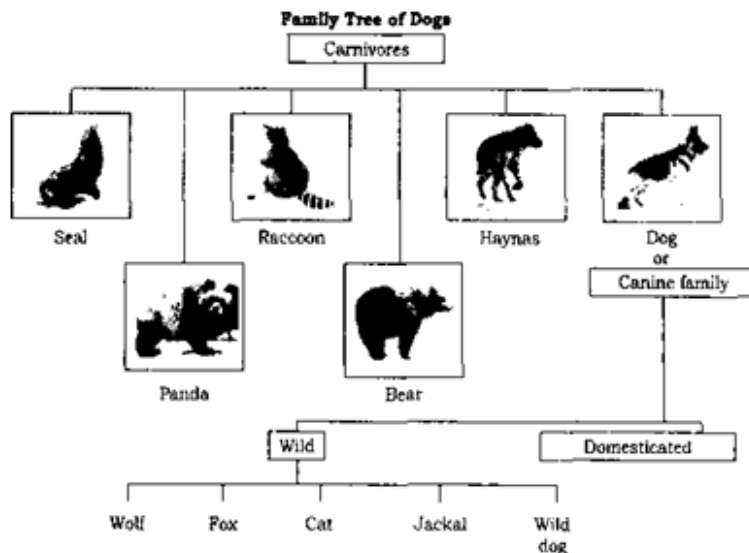 Family Tree of Dogs
Carnivores
Seal
Raccoon
Haynas
Dog
or
Canine family
Panda
Bear
Wild
Domesticated
Wolf
Fox
Cat
Jackal
Wild
dog